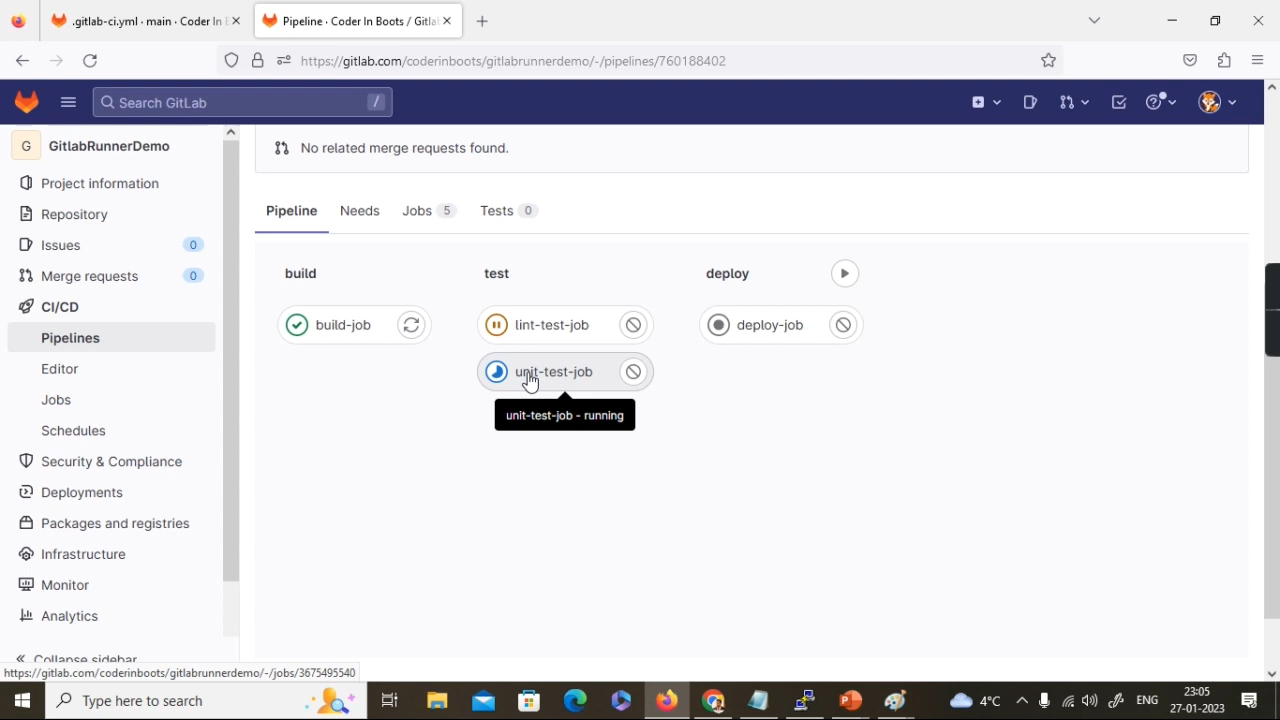 .gitlab-ci.yml · main · Coder In B
Pipeline · Coder In Boots / Gitla
https://gitlab.com/coderinboots/gitlabrunnerdemo/-/pipelines/760188402
Search GitLab /
G GitlabRunnerDemo
Project information
Repository
Issues 0
Merge requests 0
CI/CD
Pipelines
Editor
Jobs
Schedules
Security & Compliance
Deployments
Packages and registries
Infrastructure
Monitor
Analytics
Collapse sidebar
No related merge requests found.
Pipeline Needs Jobs 5 Tests 0
build test deploy
build-job lint-test-job deploy-job
unit-test-job
unit-test-job - running
https://gitlab.com/coderinboots/gitlabrunnerdemo/-/jobs/3675495540
Type here to search
4°C ENG 23:05
27-01-2023